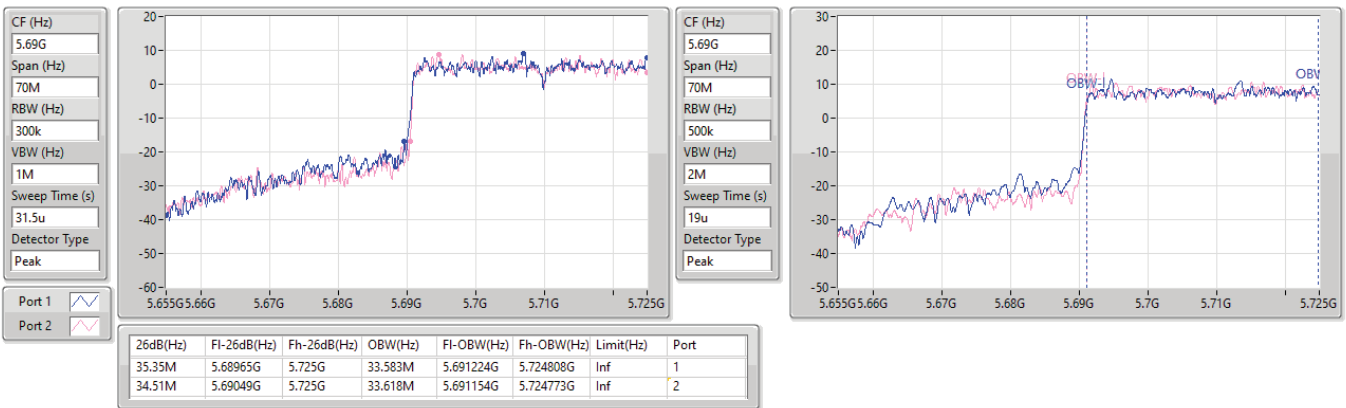 CF (Hz)
5.69G
Span (Hz)
70M
RBW (Hz)
300k
VBW (Hz)
1M
Sweep Time (s)
31.5u
Detector Type
Peak
Port 1
Port 2
20
10
0
-10
-20
-30
-40
-50
-60
5.655G 5.66G 5.67G 5.68G 5.69G 5.7G 5.71G 5.725G
CF (Hz)
5.69G
Span (Hz)
70M
RBW (Hz)
500k
VBW (Hz)
2M
Sweep Time (s)
19u
Detector Type
Peak
30
20
10
0
-10
-20
-30
-40
-50
OBW-l
OBW-l
OBW
5.655G 5.66G 5.67G 5.68G 5.69G 5.7G 5.71G 5.725G
26dB(Hz) Fl-26dB(Hz) Fh-26dB(Hz) OBW(Hz) Fl-OBW(Hz) Fh-OBW(Hz) Limit(Hz) Port
35.35M 5.68965G 5.725G 33.583M 5.691224G 5.724808G Inf 1
34.51M 5.69049G 5.725G 33.618M 5.691154G 5.724773G Inf 2